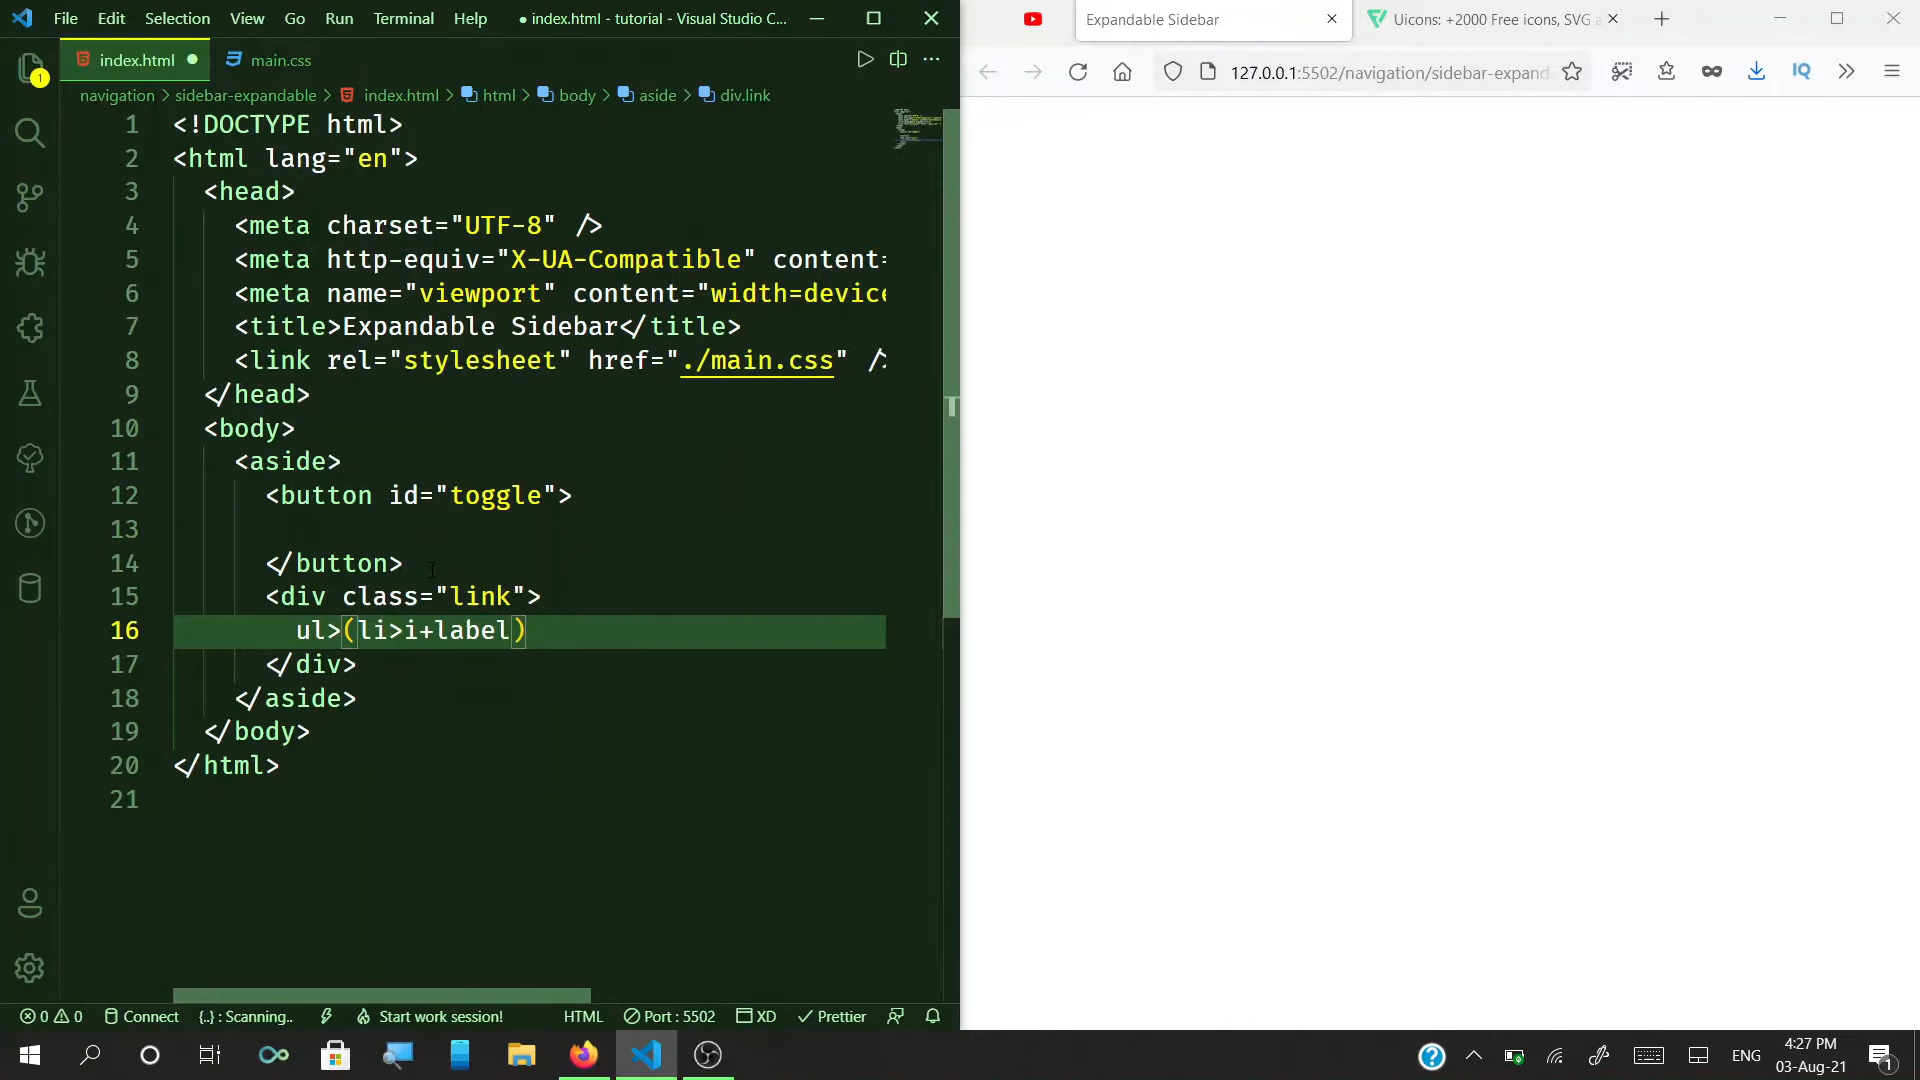 File Edit Selection View Go Run Terminal Help ● index.html - tutorial - Visual Studio C...
index.html ● main.css
navigation > sidebar-expandable > index.html > html > body > aside > div.link
1 <!DOCTYPE html>
2 <html lang="en">
3 <head>
4 <meta charset="UTF-8" />
5 <meta http-equiv="X-UA-Compatible" content=
6 <meta name="viewport" content="width=device
7 <title>Expandable Sidebar</title>
8 <link rel="stylesheet" href="./main.css" />
9 </head>
10 <body>
11 <aside>
12 <button id="toggle">
13
14 </button>
15 <div class="link">
16 ul>(li>i+label)
17 </div>
18 </aside>
19 </body>
20 </html>
21
1
0 0 Connect {..} : Scanning.. Start work session! HTML Port : 5502 XD Prettier
Expandable Sidebar
Uicons: +2000 Free icons, SVG a
127.0.0.1:5502/navigation/sidebar-expand
IQ
ENG
4:27 PM
03-Aug-21
1